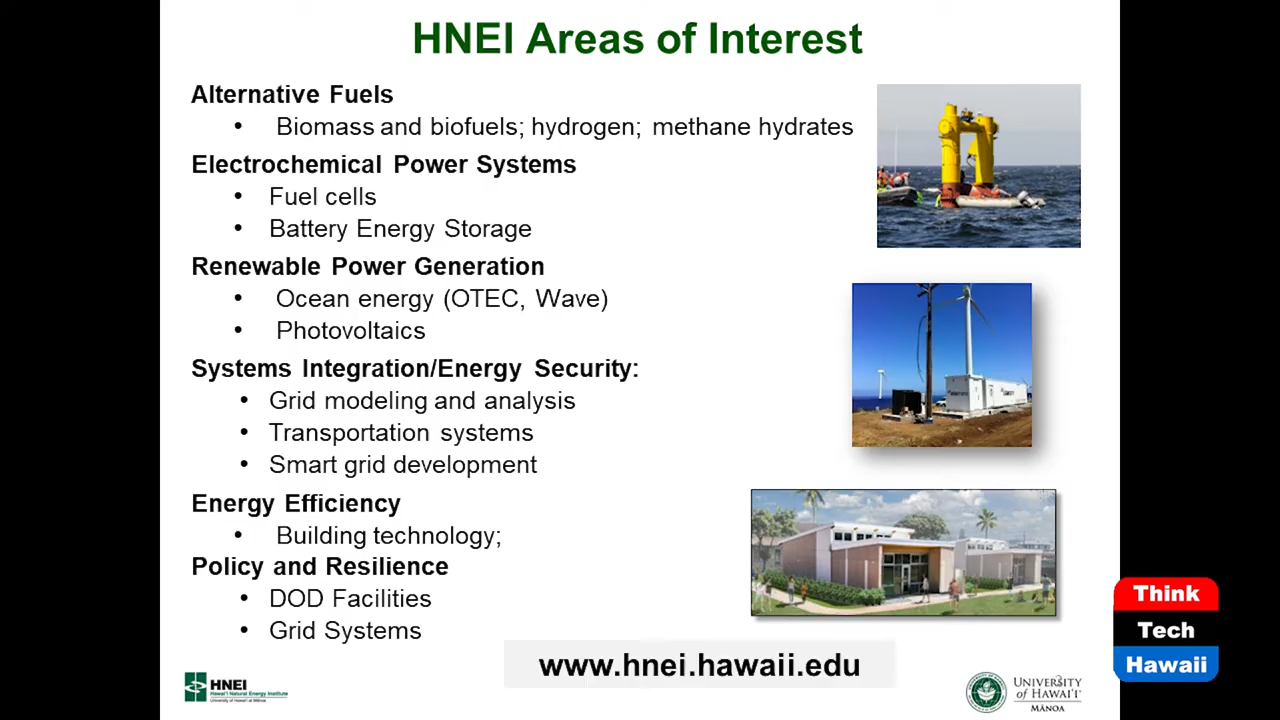 HNEI Areas of Interest
Alternative Fuels
• Biomass and biofuels; hydrogen; methane hydrates
Electrochemical Power Systems
• Fuel cells
• Battery Energy Storage
Renewable Power Generation
• Ocean energy (OTEC, Wave)
• Photovoltaics
Systems Integration/Energy Security:
• Grid modeling and analysis
• Transportation systems
• Smart grid development
Energy Efficiency
• Building technology;
Policy and Resilience
• DOD Facilities
• Grid Systems
www.hnei.hawaii.edu
HNEI
Hawai'i Natural Energy Institute
University of Hawai'i at Mānoa
UNIVERSITY
of HAWAI'I
MĀNOA
Think
Tech
Hawaii